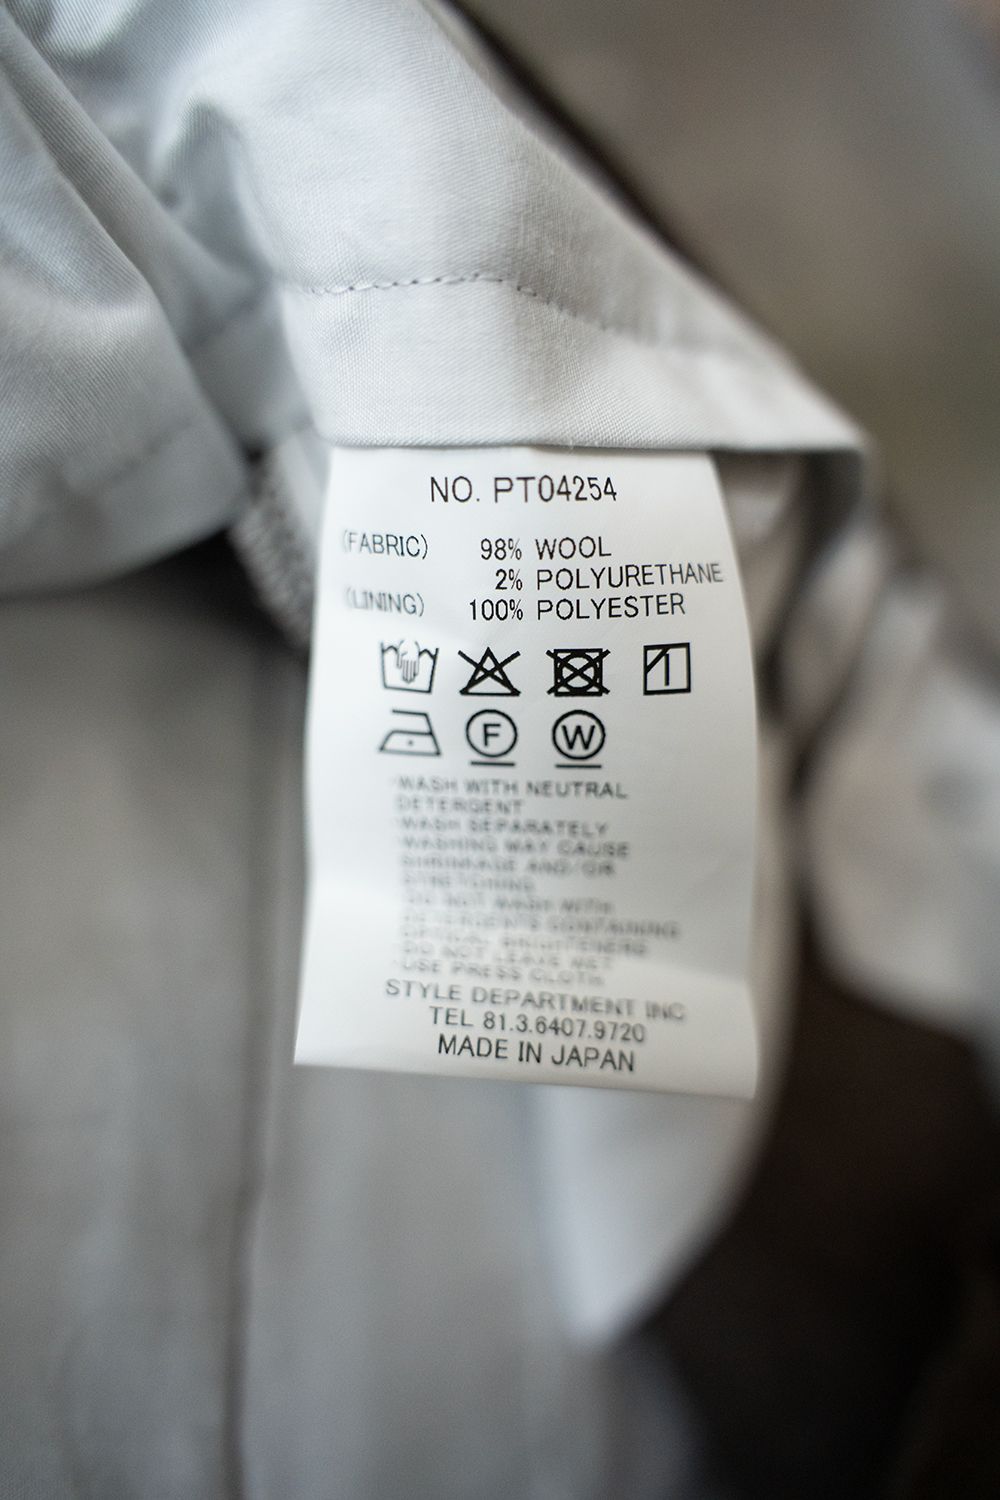 NO. PT04254
(FABRIC) 98% WOOL
2% POLYURETHANE
(LINING) 100% POLYESTER
F W
·WASH WITH NEUTRAL
DETERGENT
·WASH SEPARATELY
·WASHING MAY CAUSE
SHRINKAGE AND/OR
STRETCHING
·DO NOT WASH WITH
DETERGENTS CONTAINING
OPTICAL BRIGHTENERS
·DO NOT LEAVE WET
·USE PRESS CLOTH
STYLE DEPARTMENT INC
TEL 81.3.6407.9720
MADE IN JAPAN